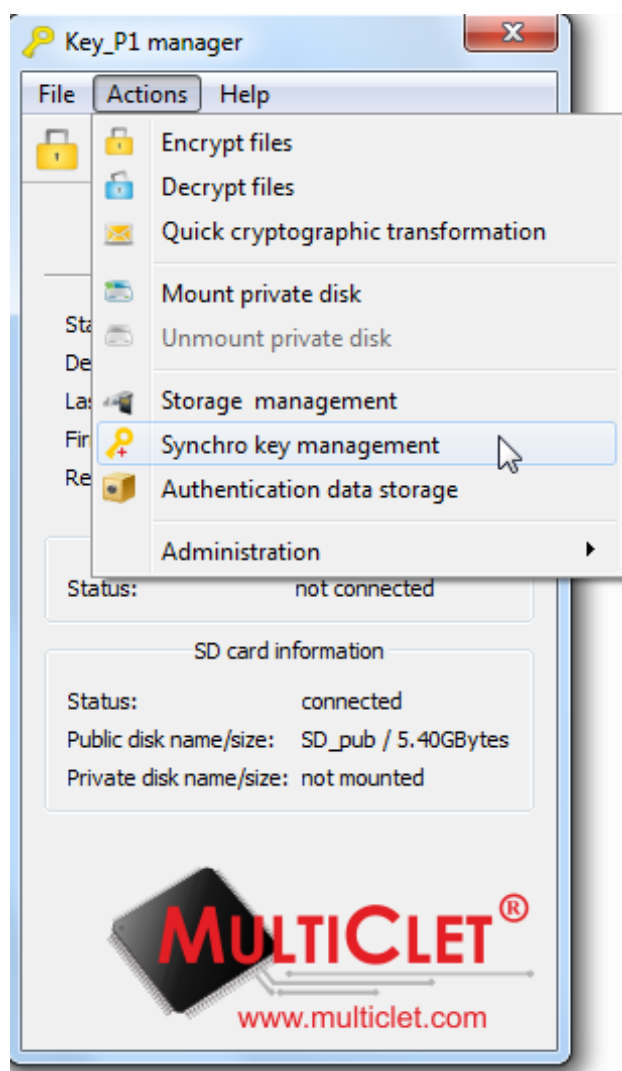 Key_P1 manager
File Actions Help
Encrypt files
Decrypt files
Quick cryptographic transformation
Mount private disk
Unmount private disk
Storage management
Synchro key management
Authentication data storage
Administration
Status: not connected
SD card information
Status: connected
Public disk name/size: SD_pub / 5.40GBytes
Private disk name/size: not mounted
MULTICLET®
www.multiclet.com